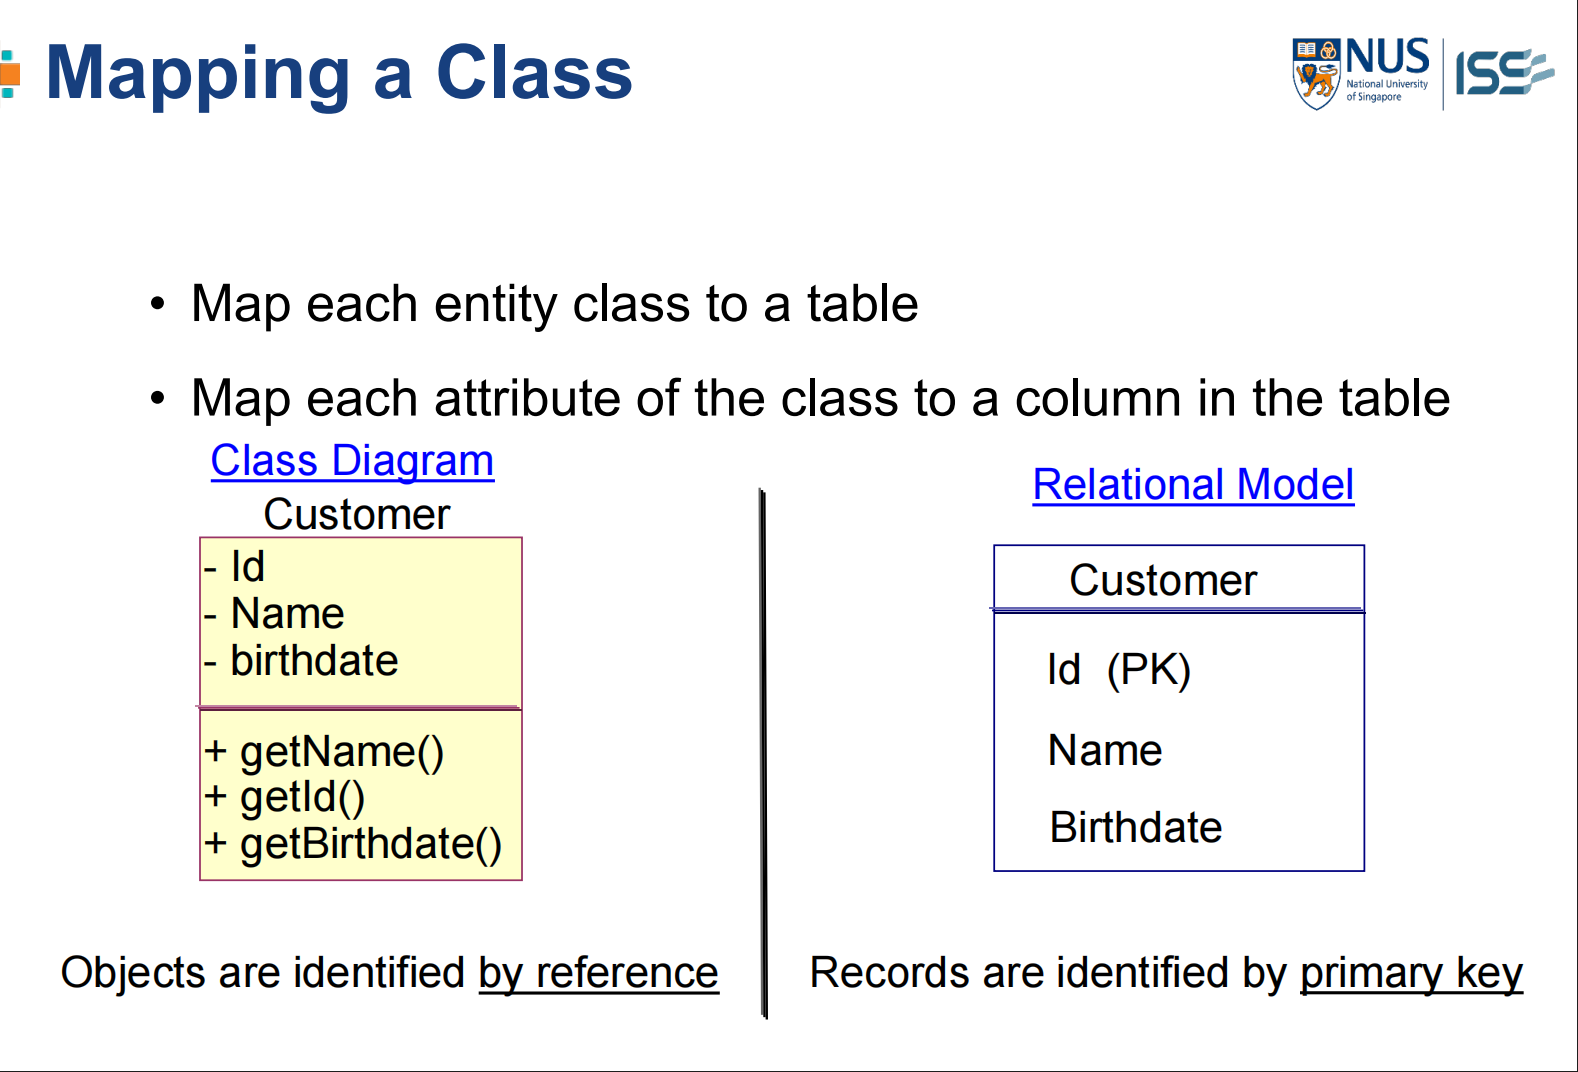 Mapping a Class
NUS
National University
of Singapore
ISS
• Map each entity class to a table
• Map each attribute of the class to a column in the table
Class Diagram
Customer
- Id
- Name
- birthdate
+ getName()
+ getId()
+ getBirthdate()
Objects are identified by reference
Relational Model
Customer
Id (PK)
Name
Birthdate
Records are identified by primary key